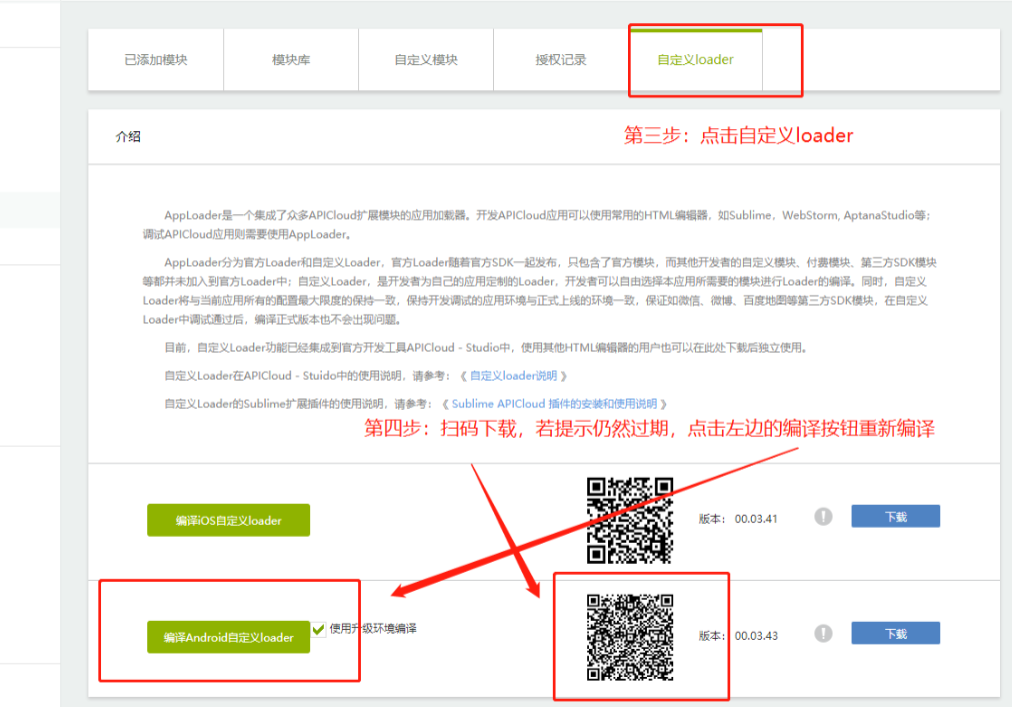 已添加模块
模块库
自定义模块
授权记录
自定义loader
介绍
第三步：点击自定义loader
AppLoader是一个集成了众多APICloud扩展模块的应用加载器。开发APICloud应用可以使用常用的HTML编辑器，如Sublime，WebStorm, AptanaStudio等；
调试APICloud应用则需要使用AppLoader。
AppLoader分为官方Loader和自定义Loader，官方Loader随着官方SDK一起发布，只包含了官方模块，而其他开发者的自定义模块、付费模块、第三方SDK模块
等都并未加入到官方Loader中；自定义Loader，是开发者为自己的应用定制的Loader，开发者可以自由选择本应用所需要的模块进行Loader的编译。同时，自定义
Loader将与当前应用所有的配置最大限度的保持一致，保持开发调试的应用环境与正式上线的环境一致，保证如微信、微博、百度地图等第三方SDK模块，在自定义
Loader中调试通过后，编译正式版本也不会出现问题。
目前，自定义Loader功能已经集成到官方开发工具APICloud - Studio中，使用其他HTML编辑器的用户也可以在此处下载后独立使用。
自定义Loader在APICloud - Stuido中的使用说明，请参考：《 自定义loader说明 》
自定义Loader的Sublime扩展插件的使用说明，请参考：《 Sublime APICloud 插件的安装和使用说明 》
第四步：扫码下载，若提示仍然过期，点击左边的编译按钮重新编译
编译iOS自定义loader
版本： 00.03.41
下载
编译Android自定义loader
使用升级环境编译
版本： 00.03.43
下载